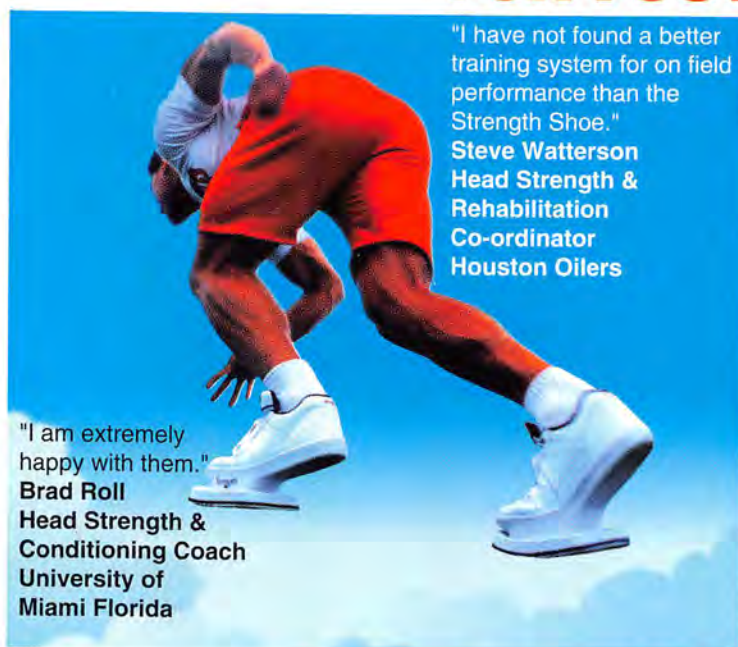 "I have not found a better
training system for on field
performance than the
Strength Shoe."
Steve Watterson
Head Strength &
Rehabilitation
Co-ordinator
Houston Oilers
"I am extremely
happy with them."
Brad Roll
Head Strength &
Conditioning Coach
University of
Miami Florida